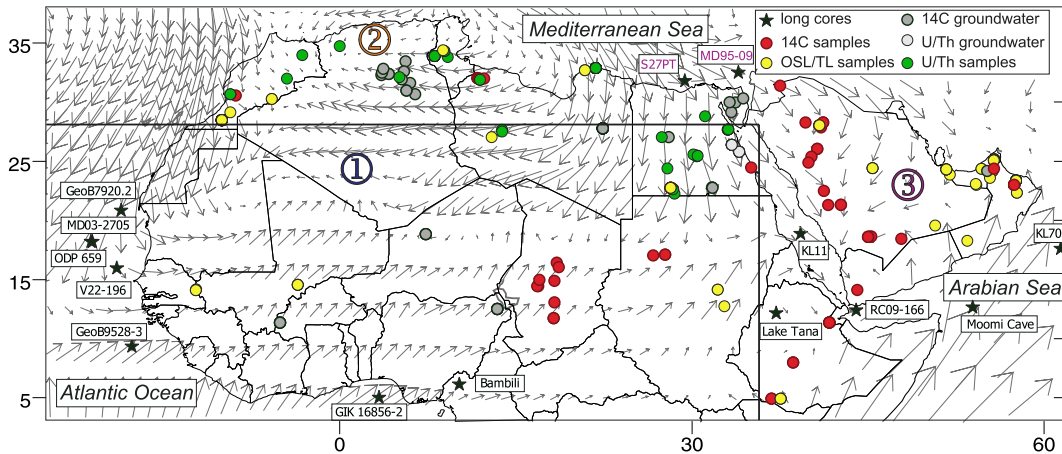 35
25
15
5
0
30
60
Mediterranean Sea
★ long cores
14C samples
OSL/TL samples
14C groundwater
U/Th groundwater
U/Th samples
S27PT
MD95-09
②
①
③
GeoB7920.2
MD03-2705
ODP 659
V22-196
GeoB9528-3
Atlantic Ocean
GIK 16856-2
Bambili
Lake Tana
KL11
RC09-166
Moomi Cave
KL70
Arabian Sea